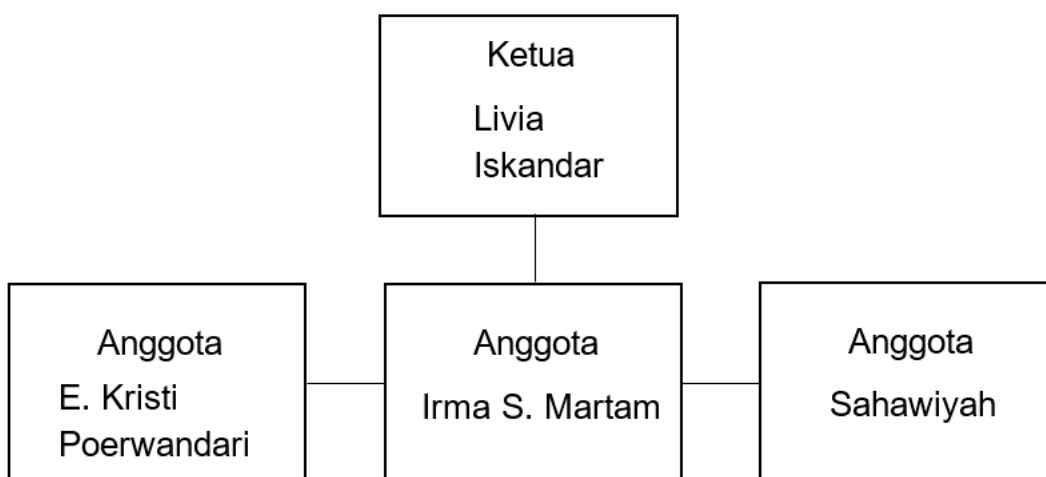 Ketua
Livia
Iskandar
Anggota
E. Kristi
Poerwandari
Anggota
Irma S. Martam
Anggota
Sahawiyah